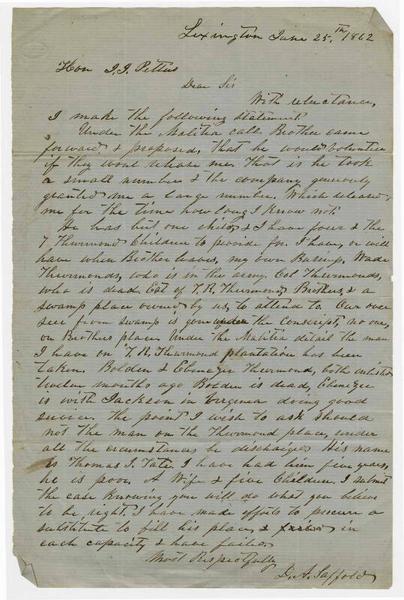 Lexington June 25.th 1862
Hon J.J. Pettus
Dear Sir
With reluctance,
I make the following statement
Under the Malitia call Brother came
forward & proposed, that he would volunteer
if they would release me, that is he took
a small number & the company generously
granted me a large number. Which released
me for the time how long I know not.
He has but one child & I have four & the
7 Thurmond Children to provide for. I have, or will
have when Brother leaves, my own Business, Wade
Thurmonds, who is in the army, Col Thurmonds,
who is dead, Est of T.R. Thurmond, Brothers, & a
swamp place owned by us, to attend to. Our over
seer from swamp is gone under the conscript, no one,
on Brothers place. Under the Malitia detail the man
I have on T.R. Thurmond plantation has been
taken. Bolden & Ebenezer Thurmond, both enlisted
twelve months ago Bolden is dead, Ebenezer
is with Jackson in Virginia doing good
service. The point I wish to ask should
not the man on the Thurmond place, under
all the circumstances be discharged. His name
is Thomas J. Tate I have had him five years,
he is poor. A Wife & five Children. I submit
the case knowing you will do what you believe
to be right. I have made efforts to procure a
substitute to fill his place, & in
each capacity & have failed.
Most Respectfully
D. A. Saffold